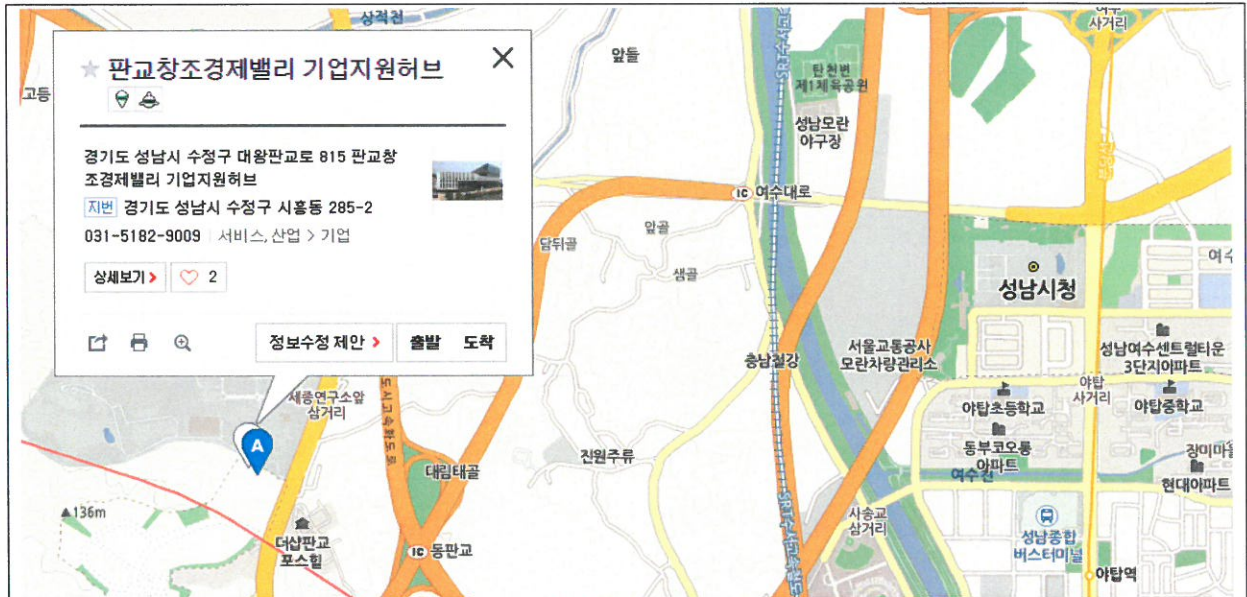 상적천
여수
사거리
★ 판교창조경제밸리 기업지원허브
고등
앞들
탄천변
제1체육공원
경기도 성남시 수정구 대왕판교로 815 판교창
조경제밸리 기업지원허브
지번 경기도 성남시 수정구 시흥동 285-2
031-5182-9009 서비스, 산업 > 기업
상세보기 >
2
성남모란
야구장
IC 여수대로
담뒤골
앞골
샘골
성남시청
정보수정 제안 >
출발 도착
충남철강
서울교통공사
모란차량관리소
성남여수센트럴타운
3단지아파트
세종연구소앞
삼거리
도시고속화도로
야탑초등학교
야탑
사거리
야탑중학교
A
대림태골
진원주류
동부코오롱
아파트
여수천
장미마을
현대아파트
▲136m
더샵판교
포스힐
IC 동판교
사송교
삼거리
성남종합
버스터미널
야탑역